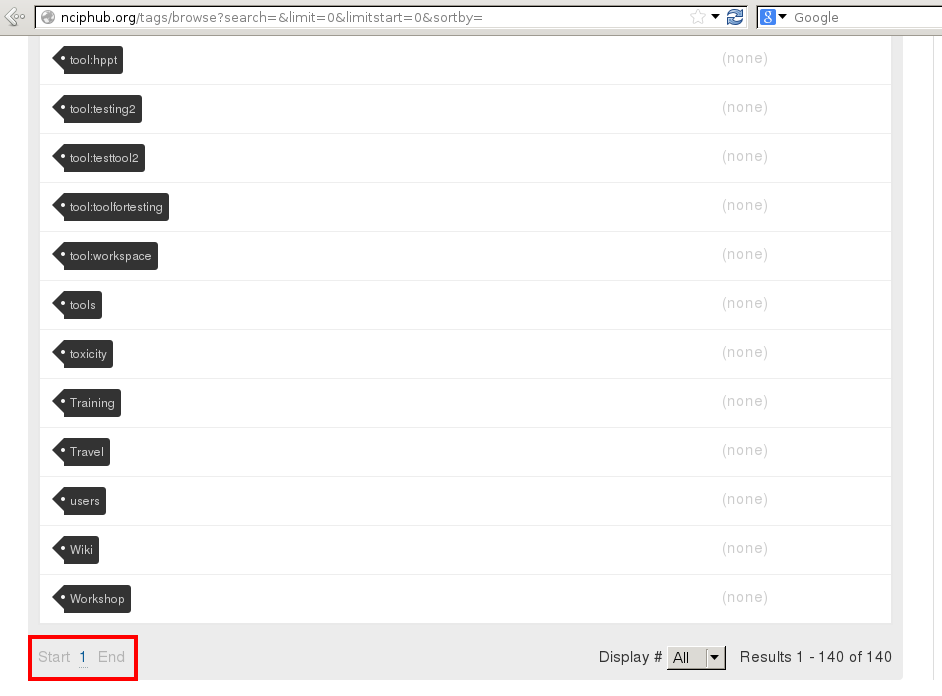 nciphub.org/tags/browse?search=&limit=0&limitstart=0&sortby= 8 Google
tool:hppt (none)
tool:testing2 (none)
tool:testtool2 (none)
tool:toolfortesting (none)
tool:workspace (none)
tools (none)
toxicity (none)
Training (none)
Travel (none)
users (none)
Wiki (none)
Workshop (none)
Start 1 End Display # All Results 1 - 140 of 140